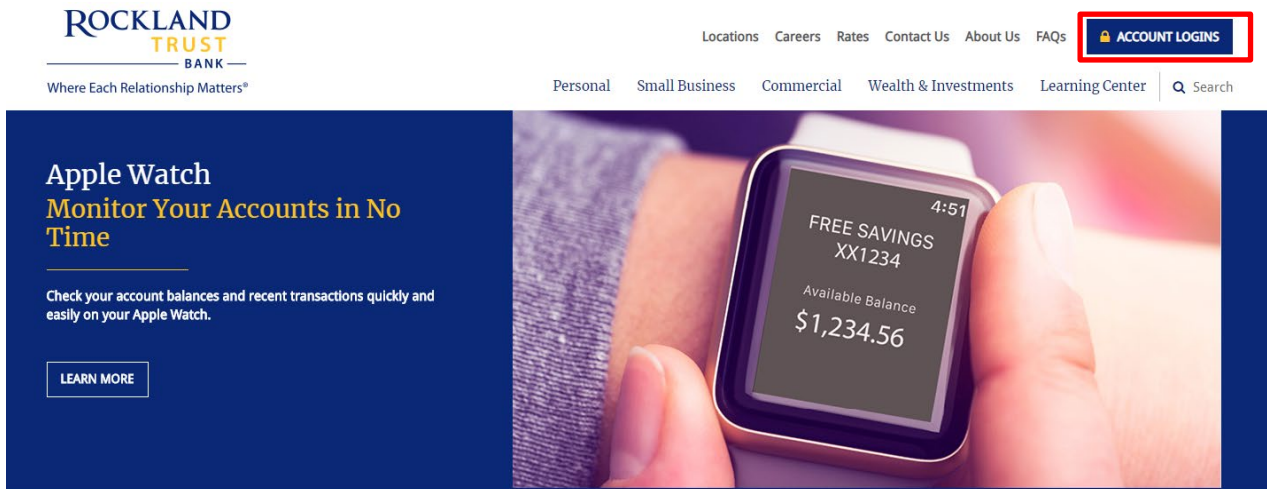 ROCKLAND
TRUST
BANK
Where Each Relationship Matters®
Locations Careers Rates Contact Us About Us FAQs ACCOUNT LOGINS
Personal Small Business Commercial Wealth & Investments Learning Center Search
Apple Watch
Monitor Your Accounts in No
Time
Check your account balances and recent transactions quickly and
easily on your Apple Watch.
LEARN MORE
4:51
FREE SAVINGS
XX1234
Available Balance
$1,234.56